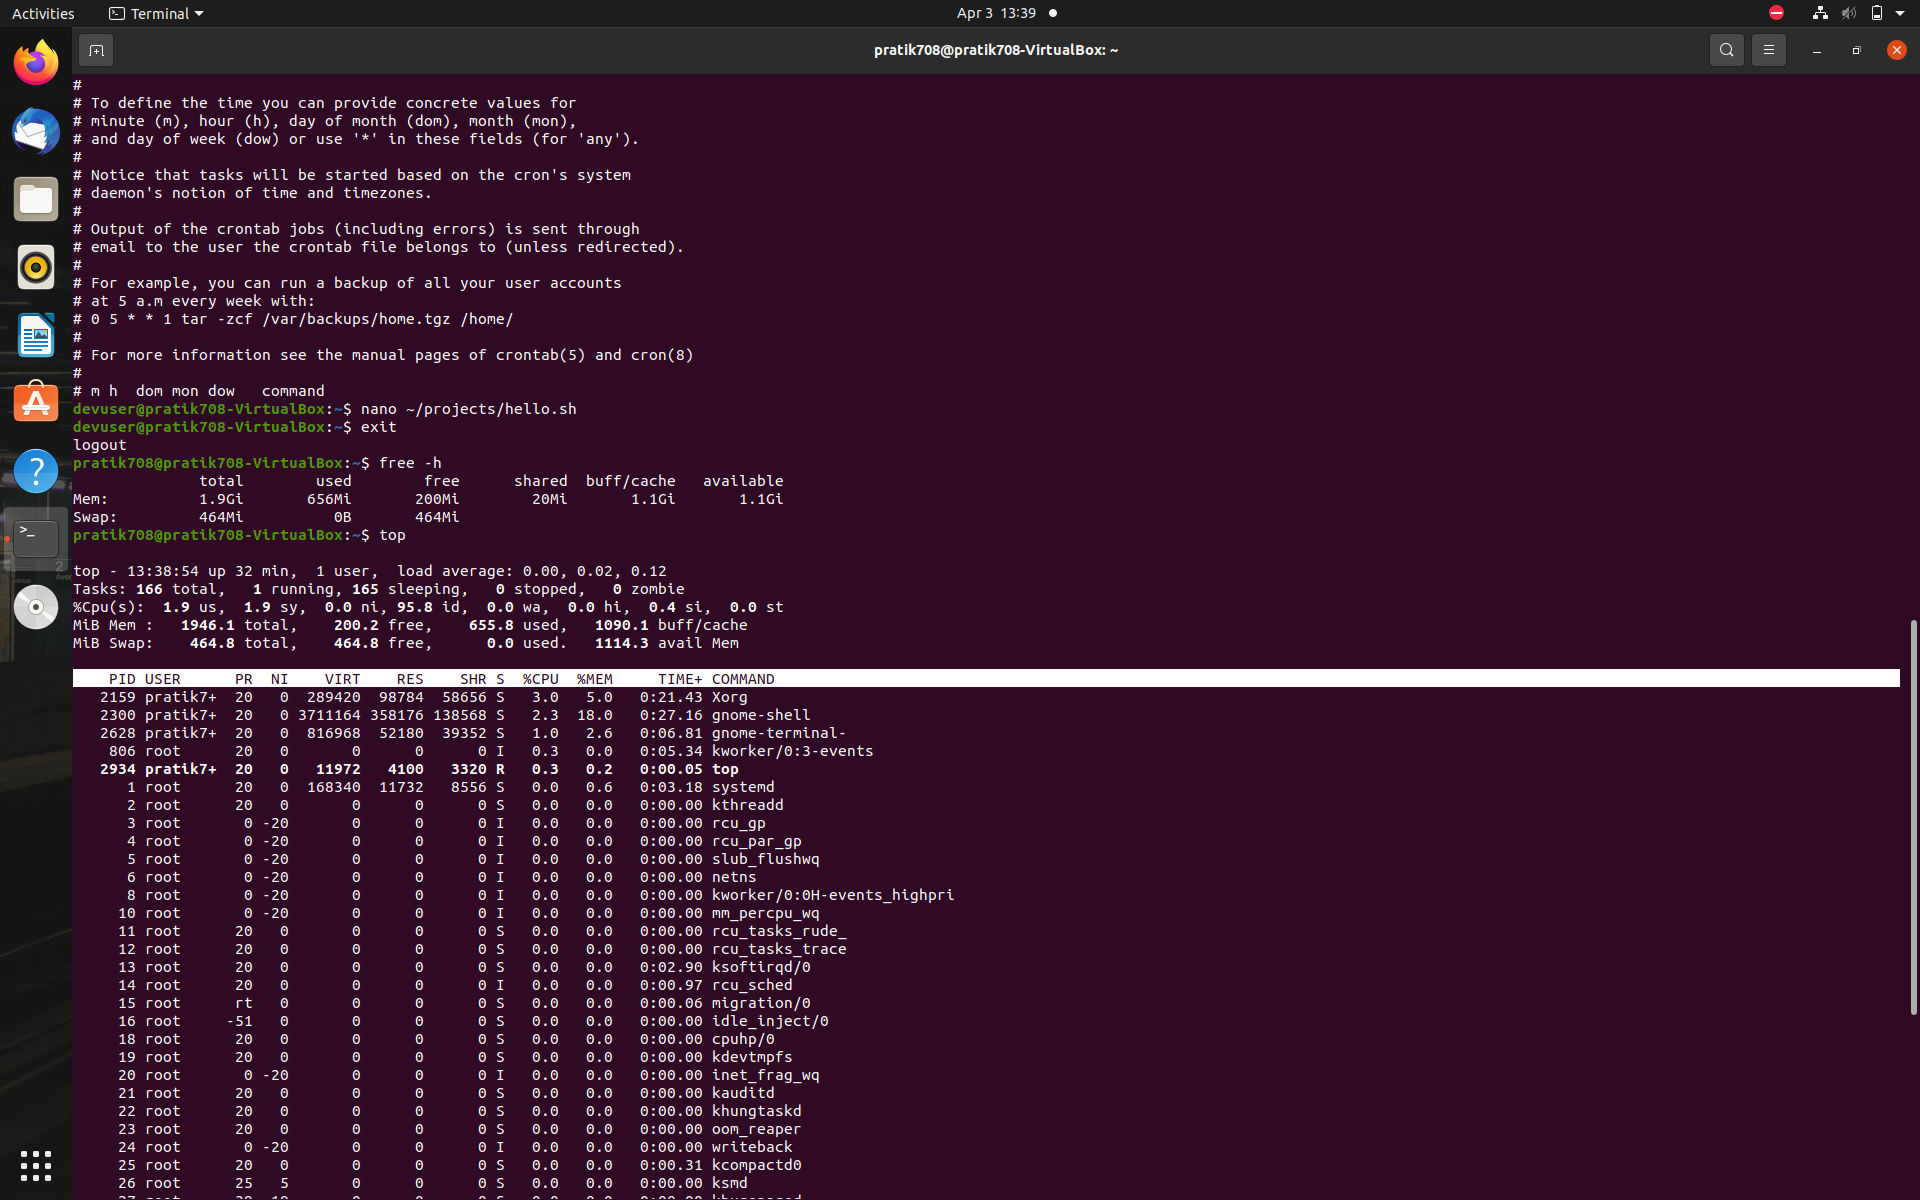 Activities
Terminal
Apr 3 13:39
pratik708@pratik708-VirtualBox: ~
#
# To define the time you can provide concrete values for
# minute (m), hour (h), day of month (dom), month (mon),
# and day of week (dow) or use '*' in these fields (for 'any').
#
# Notice that tasks will be started based on the cron's system
# daemon's notion of time and timezones.
#
# Output of the crontab jobs (including errors) is sent through
# email to the user the crontab file belongs to (unless redirected).
#
# For example, you can run a backup of all your user accounts
# at 5 a.m every week with:
# 0 5 * * 1 tar -zcf /var/backups/home.tgz /home/
#
# For more information see the manual pages of crontab(5) and cron(8)
#
# m h  dom mon dow   command
devuser@pratik708-VirtualBox:~$ nano ~/projects/hello.sh
devuser@pratik708-VirtualBox:~$ exit
logout
pratik708@pratik708-VirtualBox:~$ free -h
total used free shared buff/cache available
Mem: 1.9Gi 656Mi 200Mi 20Mi 1.1Gi 1.1Gi
Swap: 464Mi 0B 464Mi
pratik708@pratik708-VirtualBox:~$ top
top - 13:38:54 up 32 min,  1 user,  load average: 0.00, 0.02, 0.12
Tasks: 166 total,   1 running, 165 sleeping,   0 stopped,   0 zombie
%Cpu(s):  1.9 us,  1.9 sy,  0.0 ni, 95.8 id,  0.0 wa,  0.0 hi,  0.4 si,  0.0 st
MiB Mem :   1946.1 total,    200.2 free,    655.8 used,   1090.1 buff/cache
MiB Swap:    464.8 total,    464.8 free,      0.0 used.   1114.3 avail Mem
PID USER PR NI VIRT RES SHR S %CPU %MEM TIME+ COMMAND
2159 pratik7+ 20 0 289420 98784 58656 S 3.0 5.0 0:21.43 Xorg
2300 pratik7+ 20 0 3711164 358176 138568 S 2.3 18.0 0:27.16 gnome-shell
2628 pratik7+ 20 0 816968 52180 39352 S 1.0 2.6 0:06.81 gnome-terminal-
806 root 20 0 0 0 0 I 0.3 0.0 0:05.34 kworker/0:3-events
2934 pratik7+ 20 0 11972 4100 3320 R 0.3 0.2 0:00.05 top
1 root 20 0 168340 11732 8556 S 0.0 0.6 0:03.18 systemd
2 root 20 0 0 0 0 S 0.0 0.0 0:00.00 kthreadd
3 root 0 -20 0 0 0 I 0.0 0.0 0:00.00 rcu_gp
4 root 0 -20 0 0 0 I 0.0 0.0 0:00.00 rcu_par_gp
5 root 0 -20 0 0 0 I 0.0 0.0 0:00.00 slub_flushwq
6 root 0 -20 0 0 0 I 0.0 0.0 0:00.00 netns
8 root 0 -20 0 0 0 I 0.0 0.0 0:00.00 kworker/0:0H-events_highpri
10 root 0 -20 0 0 0 I 0.0 0.0 0:00.00 mm_percpu_wq
11 root 20 0 0 0 0 S 0.0 0.0 0:00.00 rcu_tasks_rude_
12 root 20 0 0 0 0 S 0.0 0.0 0:00.00 rcu_tasks_trace
13 root 20 0 0 0 0 S 0.0 0.0 0:02.90 ksoftirqd/0
14 root 20 0 0 0 0 I 0.0 0.0 0:00.97 rcu_sched
15 root rt 0 0 0 0 S 0.0 0.0 0:00.06 migration/0
16 root -51 0 0 0 0 S 0.0 0.0 0:00.00 idle_inject/0
18 root 20 0 0 0 0 S 0.0 0.0 0:00.00 cpuhp/0
19 root 20 0 0 0 0 S 0.0 0.0 0:00.00 kdevtmpfs
20 root 0 -20 0 0 0 I 0.0 0.0 0:00.00 inet_frag_wq
21 root 20 0 0 0 0 S 0.0 0.0 0:00.00 kauditd
22 root 20 0 0 0 0 S 0.0 0.0 0:00.00 khungtaskd
23 root 20 0 0 0 0 S 0.0 0.0 0:00.00 oom_reaper
24 root 0 -20 0 0 0 I 0.0 0.0 0:00.00 writeback
25 root 20 0 0 0 0 S 0.0 0.0 0:00.31 kcompactd0
26 root 25 5 0 0 0 S 0.0 0.0 0:00.00 ksmd